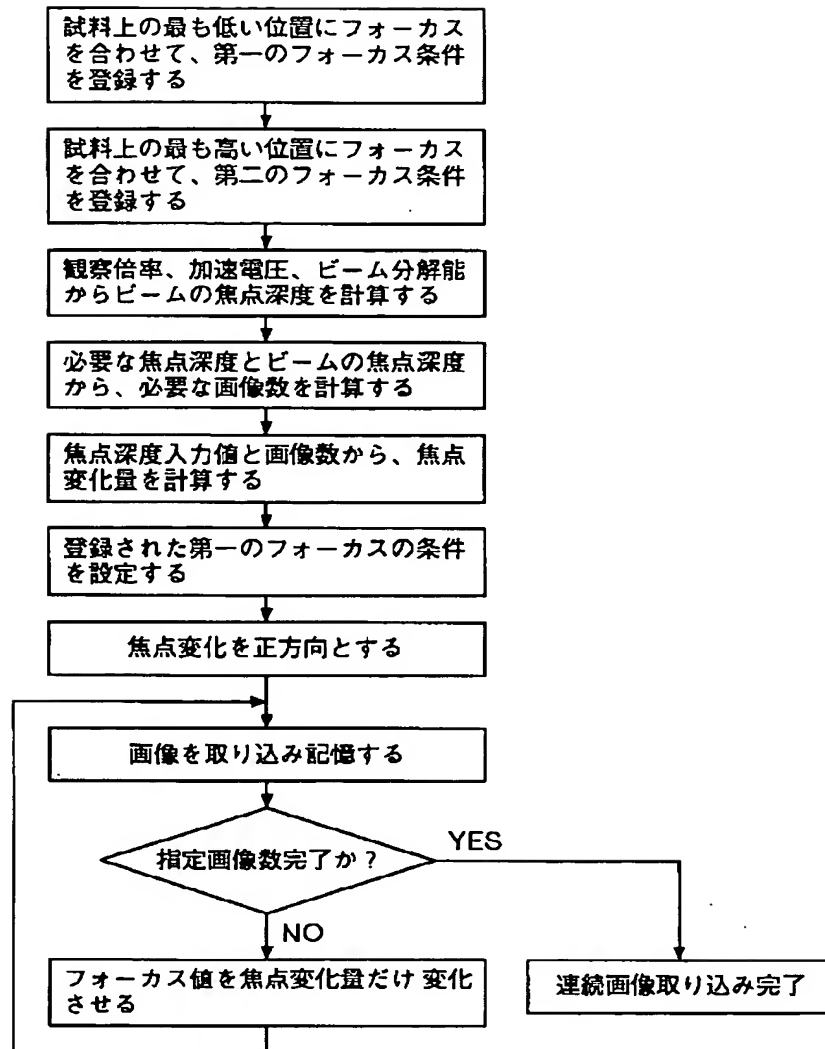 試料上の最も低い位置にフォーカス
を合わせて、第一のフォーカス条件
を登録する
試料上の最も高い位置にフォーカス
を合わせて、第二のフォーカス条件
を登録する
観察倍率、加速電圧、ビーム分解能
からビームの焦点深度を計算する
必要な焦点深度とビームの焦点深度
から、必要な画像数を計算する
焦点深度入力値と画像数から、焦点
変化量を計算する
登録された第一のフォーカスの条件
を設定する
焦点変化を正方向とする
画像を取り込み記憶する
指定画像数完了か？
YES
NO
フォーカス値を焦点変化量だけ 変化
させる
連続画像取り込み完了